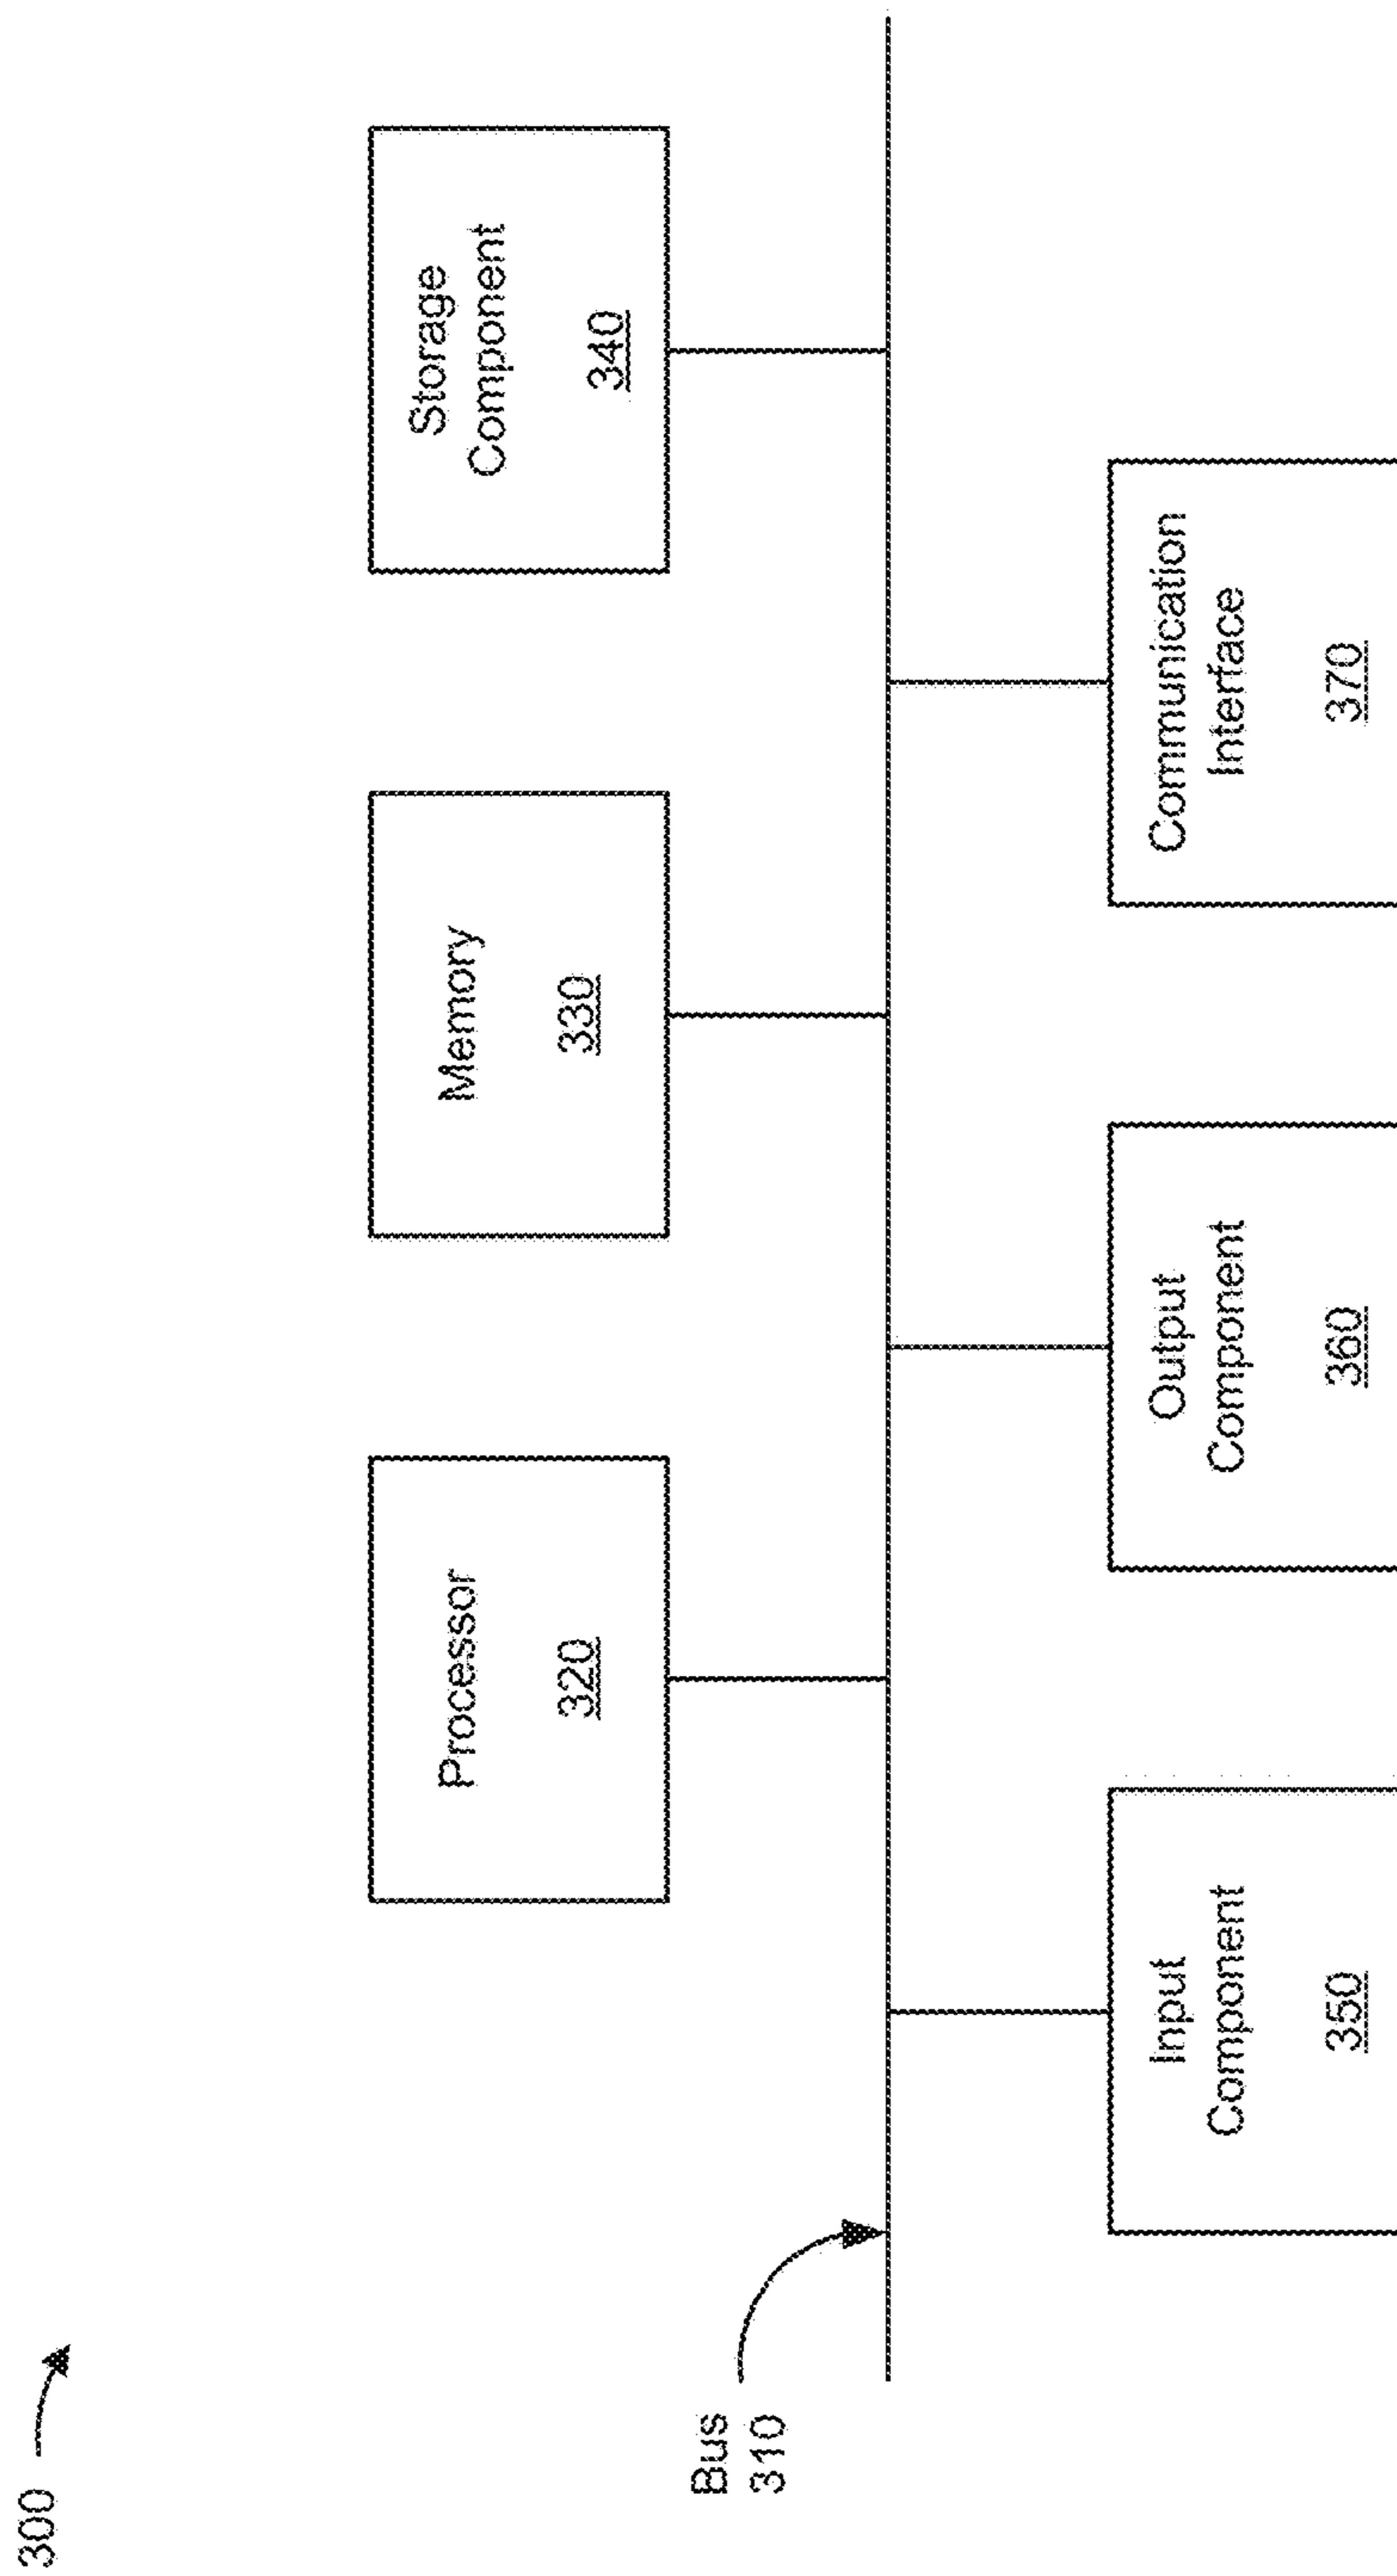 300
Processor
320
Memory
330
Storage
Component
340
Bus
310
Input
Component
350
Output
Component
360
Communication
Interface
370